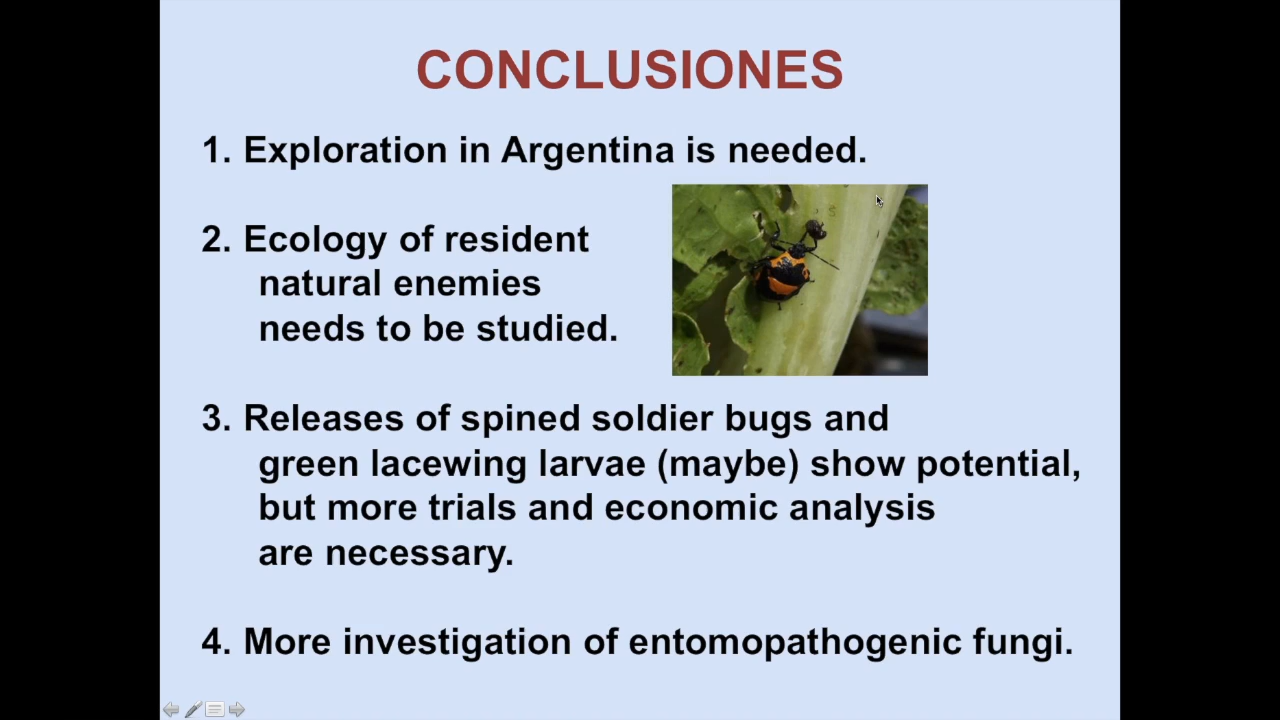 CONCLUSIONES
1. Exploration in Argentina is needed.
2. Ecology of resident
natural enemies
needs to be studied.
3. Releases of spined soldier bugs and
green lacewing larvae (maybe) show potential,
but more trials and economic analysis
are necessary.
4. More investigation of entomopathogenic fungi.